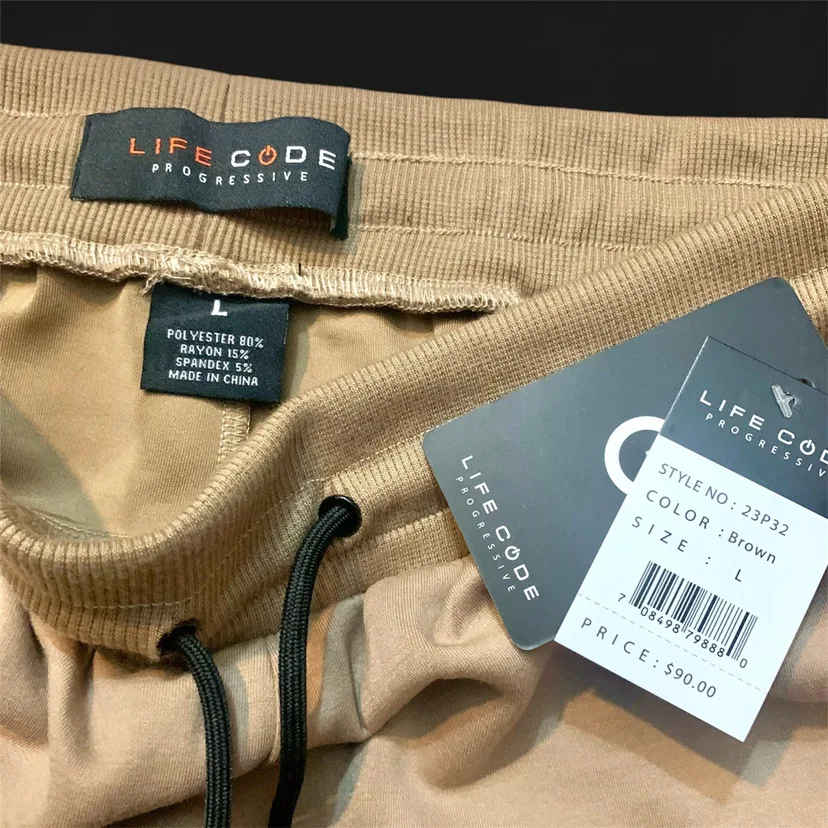 LIFE CODE
PROGRESSIVE
L
POLYESTER 80%
RAYON 15%
SPANDEX 5%
MADE IN CHINA
LIFE CODE
PROGRESSIVE
LIFE CODE
PROGRESSIVE
STYLE NO : 23P32
COLOR : Brown
SIZE : L
7 08498 79888 0
PRICE : $90.00